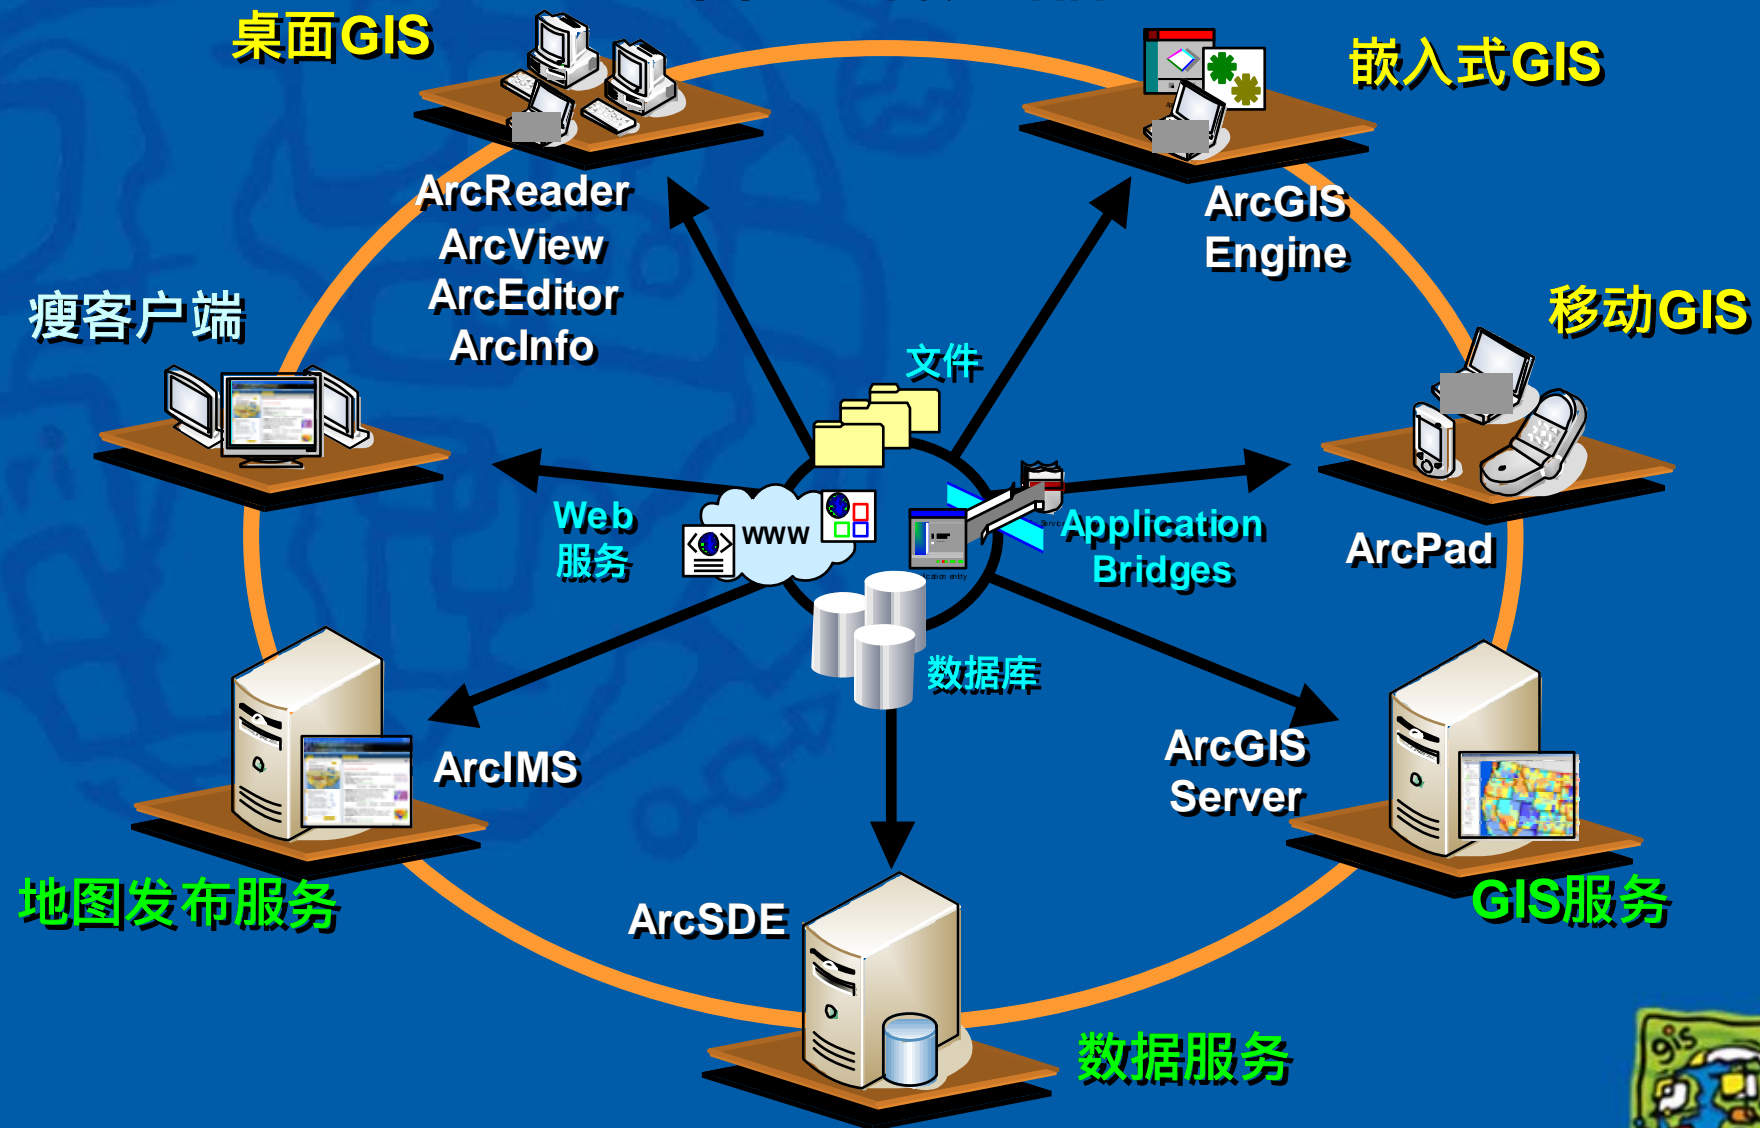 桌面GIS
嵌入式GIS
ArcReader
ArcView
ArcEditor
ArcInfo
ArcGIS
Engine
瘦客户端
移动GIS
文件
Web
服务
WWW
Application
Bridges
ArcPad
数据库
ArcIMS
ArcGIS
Server
地图发布服务
ArcSDE
GIS服务
数据服务
gis